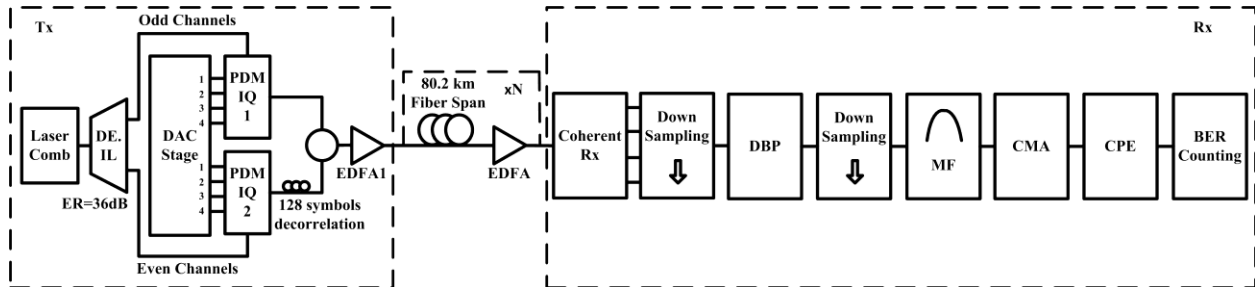 Tx
Odd Channels
Laser
Comb
DE.
IL
ER=36dB
DAC
Stage
1
2
3
4
PDM
IQ
1
1
2
3
4
PDM
IQ
2
128 symbols
decorrelation
Even Channels
EDFA1
80.2 km
Fiber Span
xN
EDFA
Rx
Coherent
Rx
Down
Sampling
DBP
Down
Sampling
MF
CMA
CPE
BER
Counting